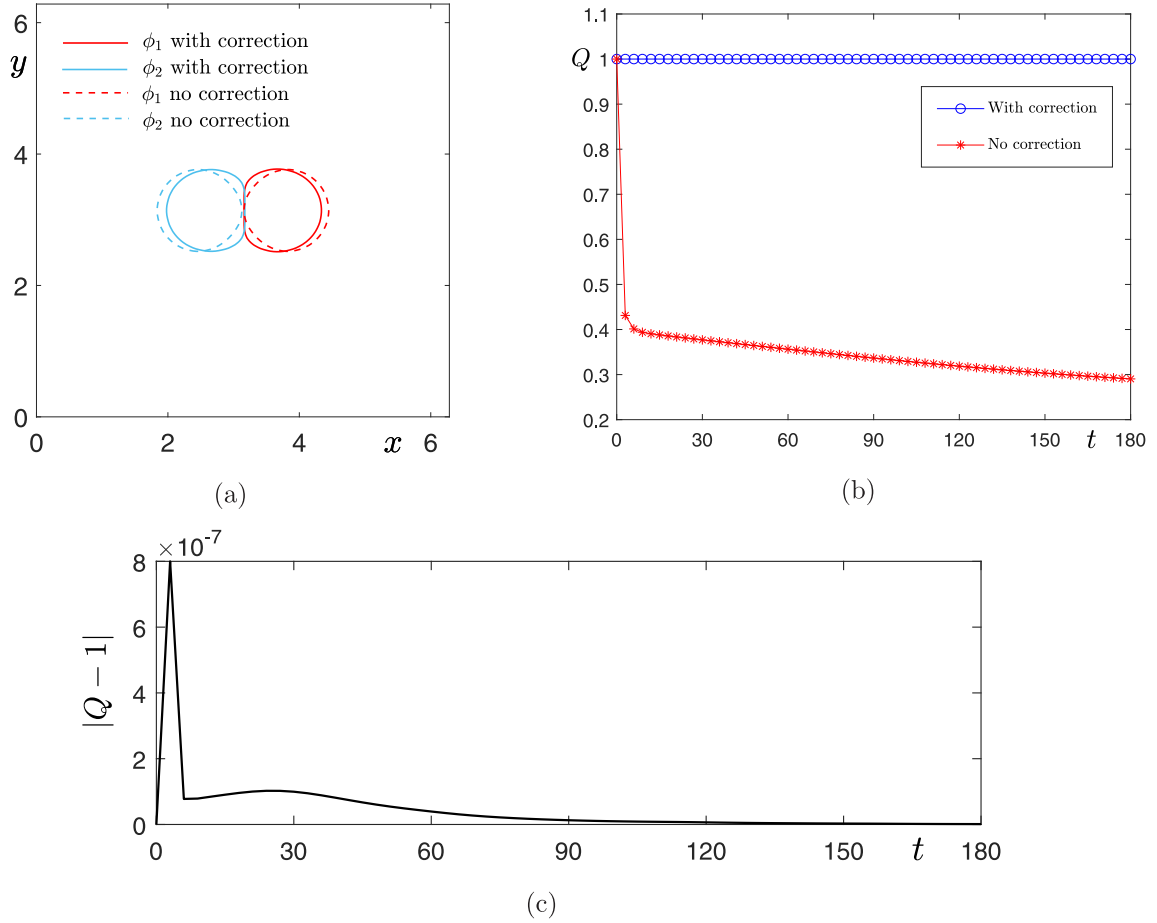 6
y
4
2
0
0
2
4
x
6
ϕ₁ with correction
ϕ₂ with correction
ϕ₁ no correction
ϕ₂ no correction
(a)
1.1
Q
1
0.9
0.8
0.7
0.6
0.5
0.4
0.3
0.2
0
30
60
90
120
150
t
180
With correction
No correction
(b)
×10⁻⁷
8
6
4
2
0
|Q − 1|
0
30
60
90
120
150
t
180
(c)